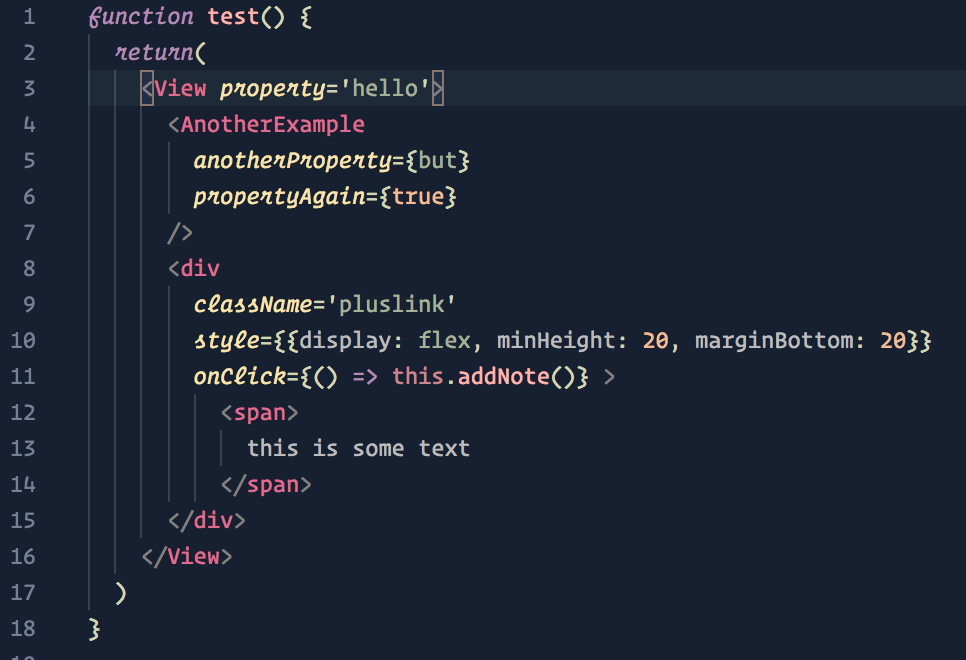 1 function test() {
2 return(
3 <View property='hello'>
4 <AnotherExample
5 anotherProperty={but}
6 propertyAgain={true}
7 />
8 <div
9 className='pluslink'
10 style={{display: flex, minHeight: 20, marginBottom: 20}}
11 onClick={() => this.addNote()} >
12 <span>
13 this is some text
14 </span>
15 </div>
16 </View>
17 )
18 }